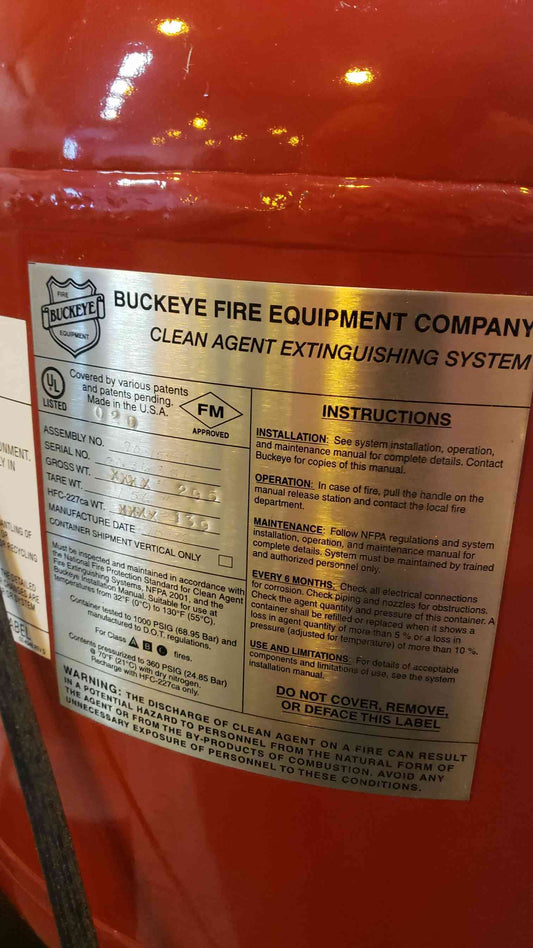 FIRE
BUCKEYE
EQUIPMENT
BUCKEYE FIRE EQUIPMENT COMPANY
CLEAN AGENT EXTINGUISHING SYSTEM
UL
LISTED
Covered by various patents
and patents pending.
Made in the U.S.A.
FM
APPROVED
020
ASSEMBLY NO.
SERIAL NO.
GROSS WT. XXXX 295
TARE WT.
HFC-227ea WT. XXXX 139
MANUFACTURE DATE
CONTAINER SHIPMENT VERTICAL ONLY
Must be inspected and maintained in accordance with
the National Fire Protection Standard for Clean Agent
Fire Extinguishing Systems, NFPA 2001, and the
Buckeye Installation Manual. Suitable for use at
temperatures from 32°F (0°C) to 130°F (55°C).
Container tested to 1000 PSIG (68.95 Bar) and
manufactured to D.O.T. regulations.
For Class A B C fires.
Contents pressurized to 360 PSIG (24.85 Bar)
@ 70°F (21°C) with dry nitrogen.
Recharge with HFC-227ea only.
INSTRUCTIONS
INSTALLATION: See system installation, operation,
and maintenance manual for complete details. Contact
Buckeye for copies of this manual.
OPERATION: In case of fire, pull the handle on the
manual release station and contact the local fire
department.
MAINTENANCE: Follow NFPA regulations and system
installation, operation, and maintenance manual for
complete details. System must be maintained by trained
and authorized personnel only.
EVERY 6 MONTHS: Check all electrical connections
for corrosion. Check piping and nozzles for obstructions.
Check the agent quantity and pressure of this container. A
container shall be refilled or replaced when it shows a
loss in agent quantity of more than 5 % or a loss in
pressure (adjusted for temperature) of more than 10 %.
USE AND LIMITATIONS: For details of acceptable
components and limitations of use, see the system
installation manual.
DO NOT COVER, REMOVE,
OR DEFACE THIS LABEL
WARNING: THE DISCHARGE OF CLEAN AGENT ON A FIRE CAN RESULT
IN A POTENTIAL HAZARD TO PERSONNEL FROM THE NATURAL FORM OF
THE AGENT OR FROM THE BY-PRODUCTS OF COMBUSTION. AVOID ANY
UNNECESSARY EXPOSURE OF PERSONNEL TO THESE CONDITIONS.